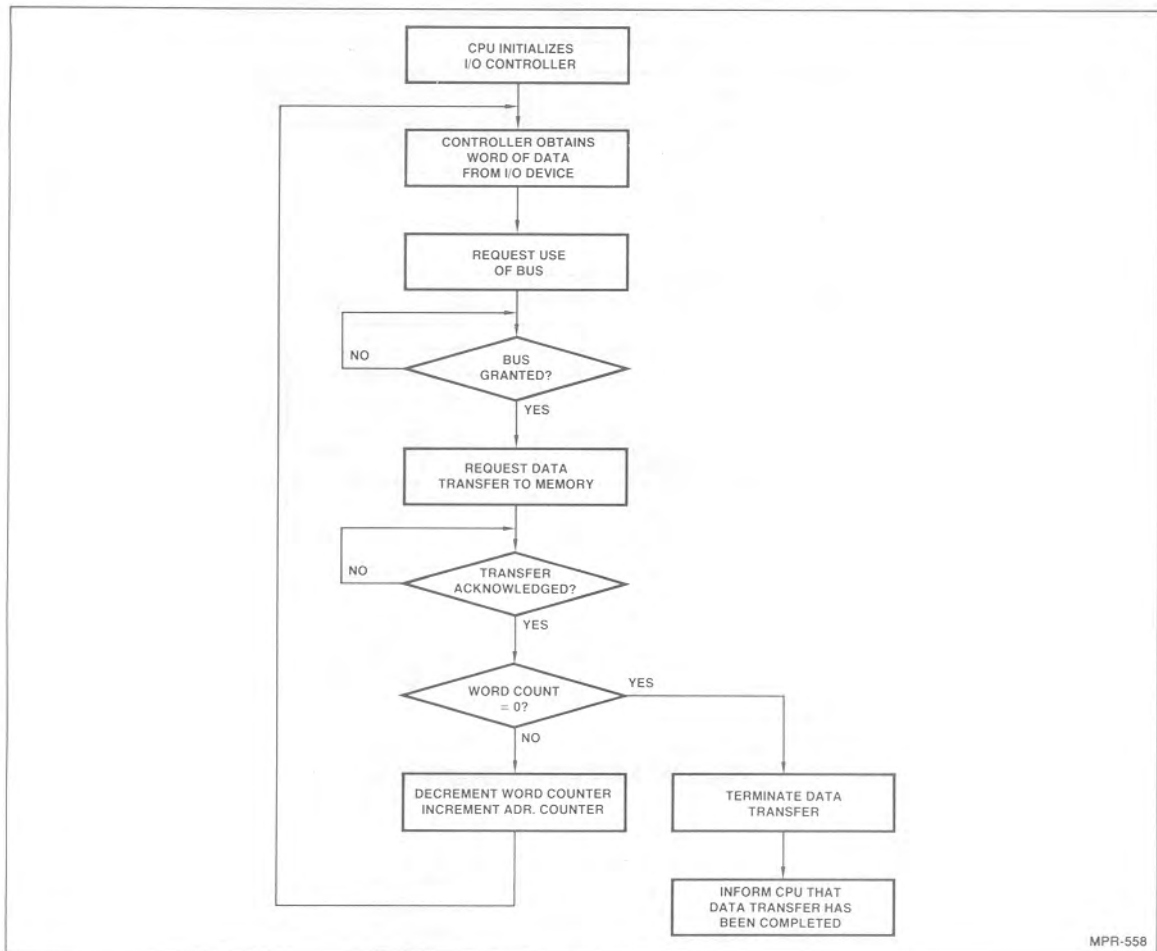 CPU INITIALIZES
I/O CONTROLLER
CONTROLLER OBTAINS
WORD OF DATA
FROM I/O DEVICE
REQUEST USE
OF BUS
NO
BUS
GRANTED?
YES
REQUEST DATA
TRANSFER TO MEMORY
NO
TRANSFER
ACKNOWLEDGED?
YES
WORD COUNT
= 0?
YES
NO
DECREMENT WORD COUNTER
INCREMENT ADR. COUNTER
TERMINATE DATA
TRANSFER
INFORM CPU THAT
DATA TRANSFER HAS
BEEN COMPLETED
MPR-558